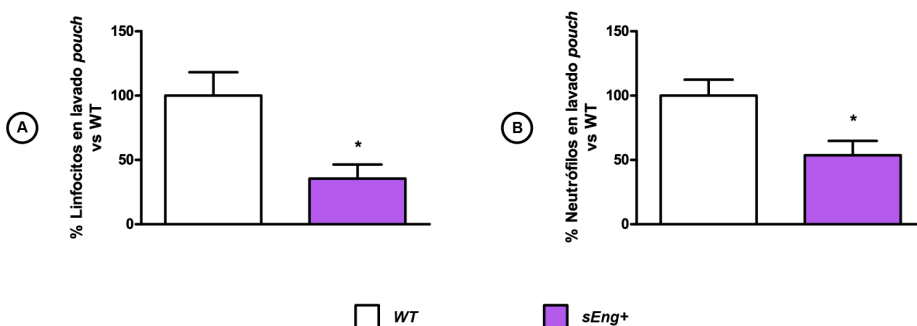 A
% Linfocitos en lavado pouch
vs WT
150
100
50
0
*
B
% Neutrófilos en lavado pouch
vs WT
150
100
50
0
*
WT
sEng+